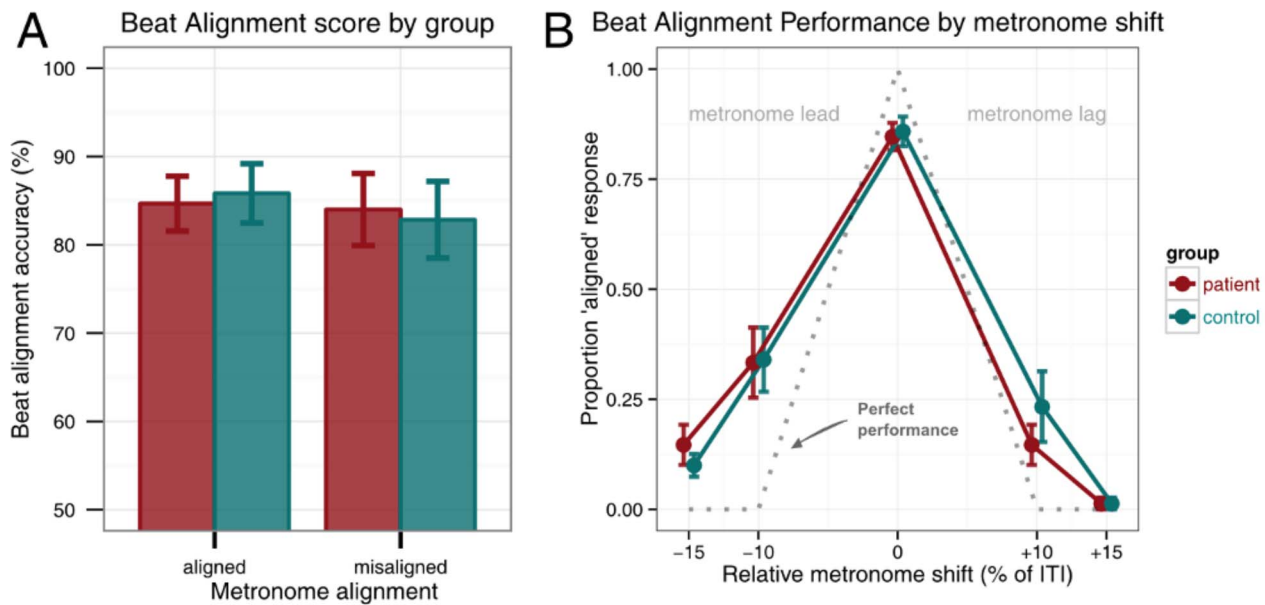 A
Beat Alignment score by group
Beat alignment accuracy (%)
100
90
80
70
60
50
aligned
misaligned
Metronome alignment
B
Beat Alignment Performance by metronome shift
Proportion 'aligned' response
1.00
0.75
0.50
0.25
0.00
metronome lead
metronome lag
Perfect
performance
−15
−10
0
+10
+15
Relative metronome shift (% of ITI)
group
patient
control